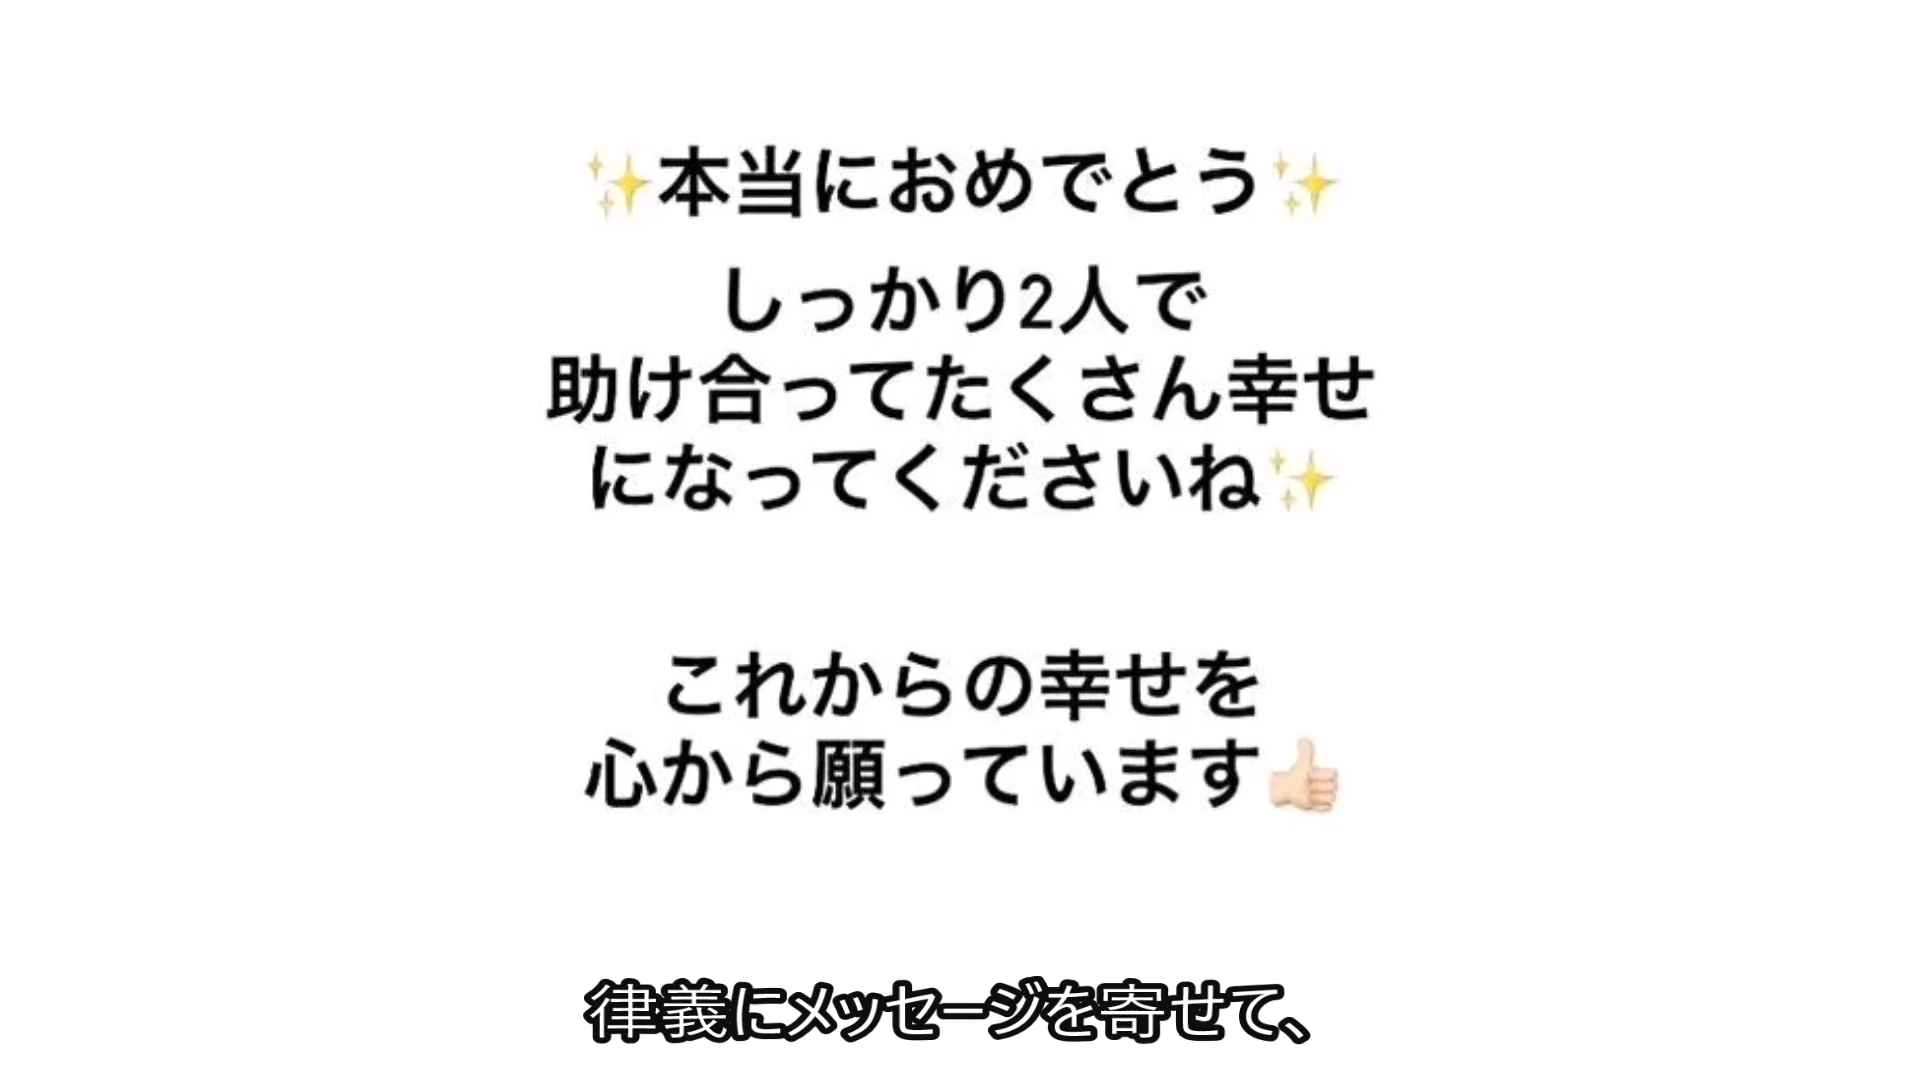 ✨本当におめでとう✨
しっかり2人で
助け合ってたくさん幸せ
になってくださいね✨
これからの幸せを
心から願っています👍🏻
律義にメッセージを寄せて、